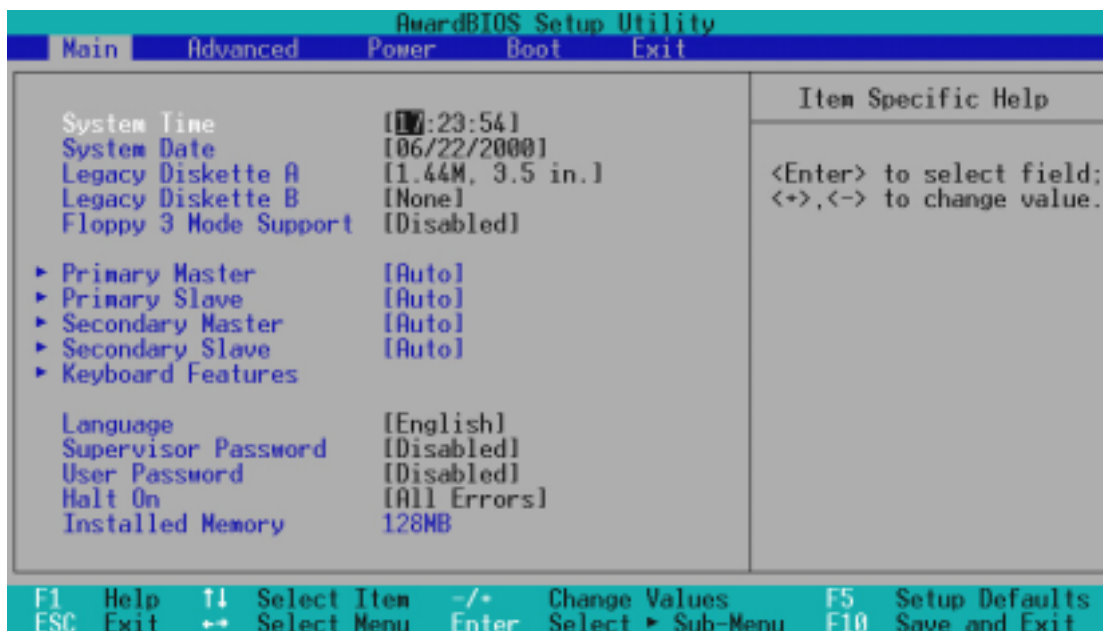 AwardBIOS Setup Utility
Main Advanced Power Boot Exit
System Time [17:23:54]
System Date [06/22/2000]
Legacy Diskette A [1.44M, 3.5 in.]
Legacy Diskette B [None]
Floppy 3 Mode Support [Disabled]
Primary Master [Auto]
Primary Slave [Auto]
Secondary Master [Auto]
Secondary Slave [Auto]
Keyboard Features
Language [English]
Supervisor Password [Disabled]
User Password [Disabled]
Halt On [All Errors]
Installed Memory 128MB
Item Specific Help
<Enter> to select field;
<+>,<-> to change value.
F1 Help ↑↓ Select Item -/+ Change Values F5 Setup Defaults
ESC Exit ←→ Select Menu Enter Select ► Sub-Menu F10 Save and Exit